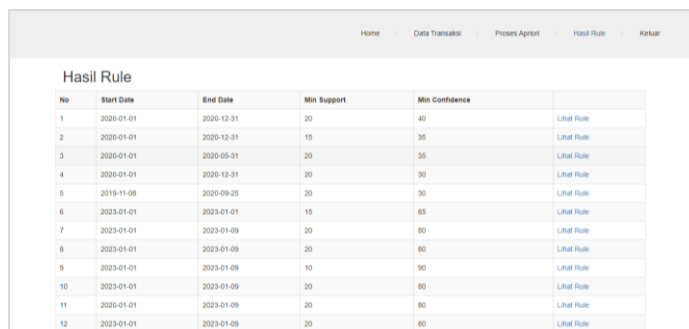 Home / Data Transaksi / Proses Apriori / Hasil Rule / Keluar
Hasil Rule
No Start Date End Date Min Support Min Confidence
1 2020-01-01 2020-12-31 20 40 Lihat Rule
2 2020-01-01 2020-12-31 15 35 Lihat Rule
3 2020-01-01 2020-05-31 20 35 Lihat Rule
4 2020-01-01 2020-12-31 20 30 Lihat Rule
5 2019-11-08 2020-09-25 20 30 Lihat Rule
6 2023-01-01 2023-01-01 15 85 Lihat Rule
7 2023-01-01 2023-01-09 20 80 Lihat Rule
8 2023-01-01 2023-01-09 20 80 Lihat Rule
9 2023-01-01 2023-01-09 10 90 Lihat Rule
10 2023-01-01 2023-01-09 20 80 Lihat Rule
11 2020-01-01 2023-01-09 20 80 Lihat Rule
12 2023-01-01 2023-01-09 20 80 Lihat Rule